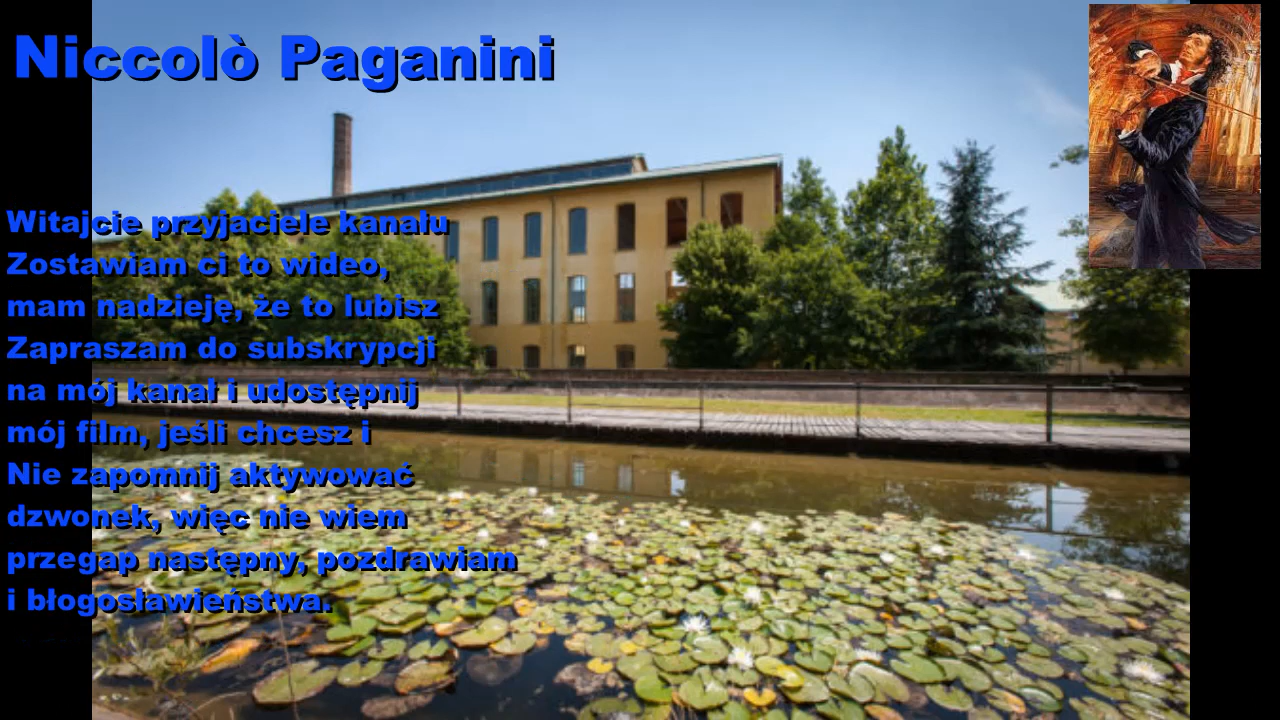 Niccolò Paganini
Witajcie przyjaciele kanału
Zostawiam ci to wideo,
mam nadzieję, że to lubisz
Zapraszam do subskrypcji
na mój kanał i udostępnij
mój film, jeśli chcesz i
Nie zapomnij aktywować
dzwonek, więc nie wiem
przegap następny, pozdrawiam
i błogosławieństwa.